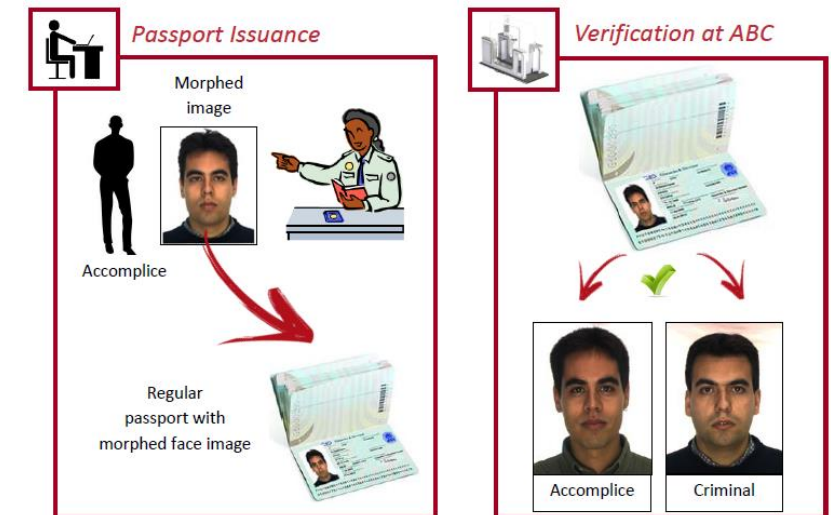 Passport Issuance
Morphed
image
Accomplice
Regular
passport with
morphed face image
Verification at ABC
Accomplice
Criminal